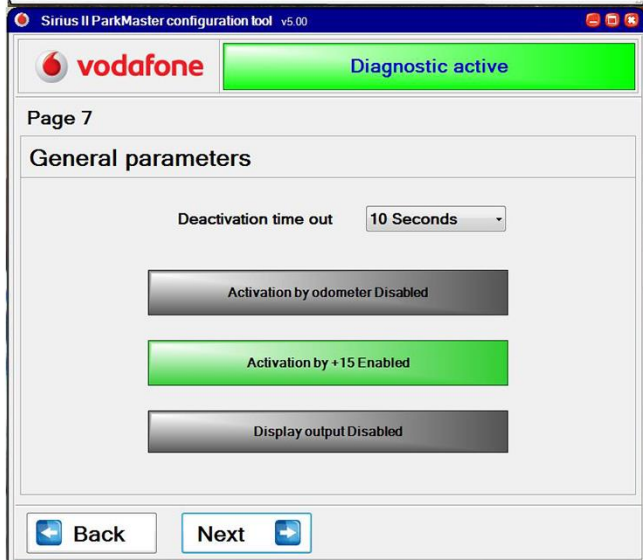 Sirius II ParkMaster configuration tool v5.00
vodafone
Diagnostic active
Page 7
General parameters
Deactivation time out 10 Seconds
Activation by odometer Disabled
Activation by +15 Enabled
Display output Disabled
Back Next